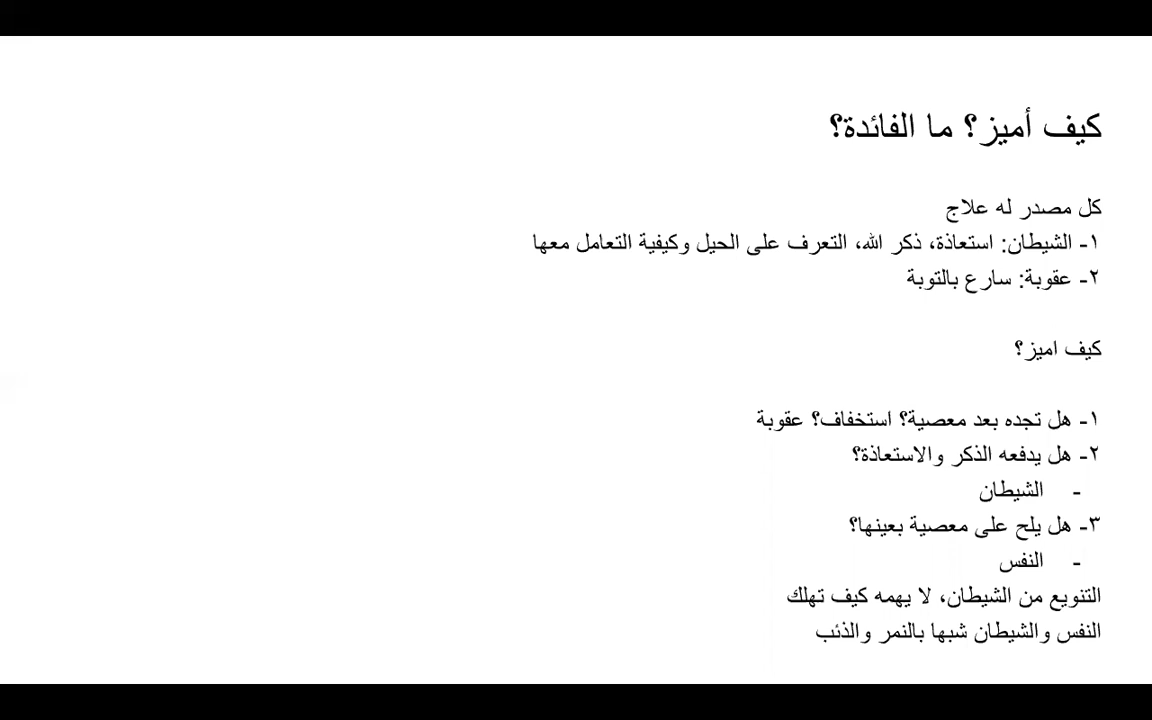 كيف أميز؟ ما الفائدة؟
كل مصدر له علاج
١- الشيطان: استعاذة، ذكر الله، التعرف على الحيل وكيفية التعامل معها
٢- عقوبة: سارع بالتوبة
كيف اميز؟
١- هل تجده بعد معصية؟ استخفاف؟ عقوبة
٢- هل يدفعه الذكر والاستعاذة؟
- الشيطان
٣- هل يلح على معصية بعينها؟
- النفس
التنويع من الشيطان، لا يهمه كيف تهلك
النفس والشيطان شبها بالنمر والذئب